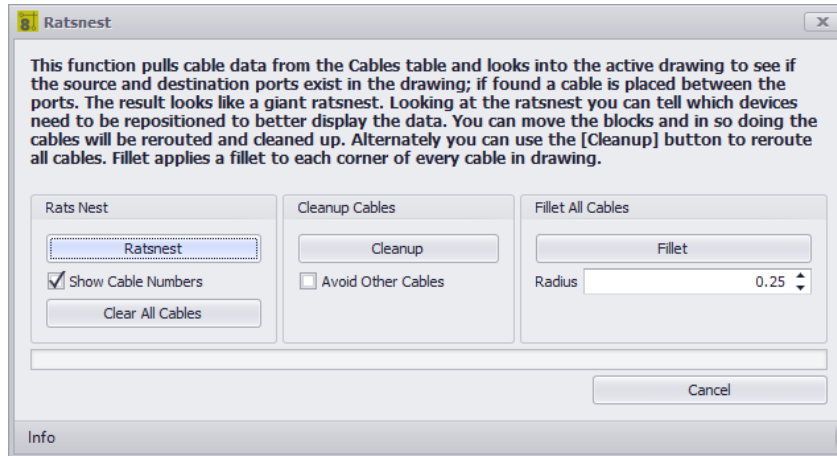 8 Ratsnest
This function pulls cable data from the Cables table and looks into the active drawing to see if
the source and destination ports exist in the drawing; if found a cable is placed between the
ports. The result looks like a giant ratsnest. Looking at the ratsnest you can tell which devices
need to be repositioned to better display the data. You can move the blocks and in so doing the
cables will be rerouted and cleaned up. Alternately you can use the [Cleanup] button to reroute
all cables. Fillet applies a fillet to each corner of every cable in drawing.
Rats Nest
Ratsnest
Show Cable Numbers
Clear All Cables
Cleanup Cables
Cleanup
Avoid Other Cables
Fillet All Cables
Fillet
Radius 0.25
Cancel
Info